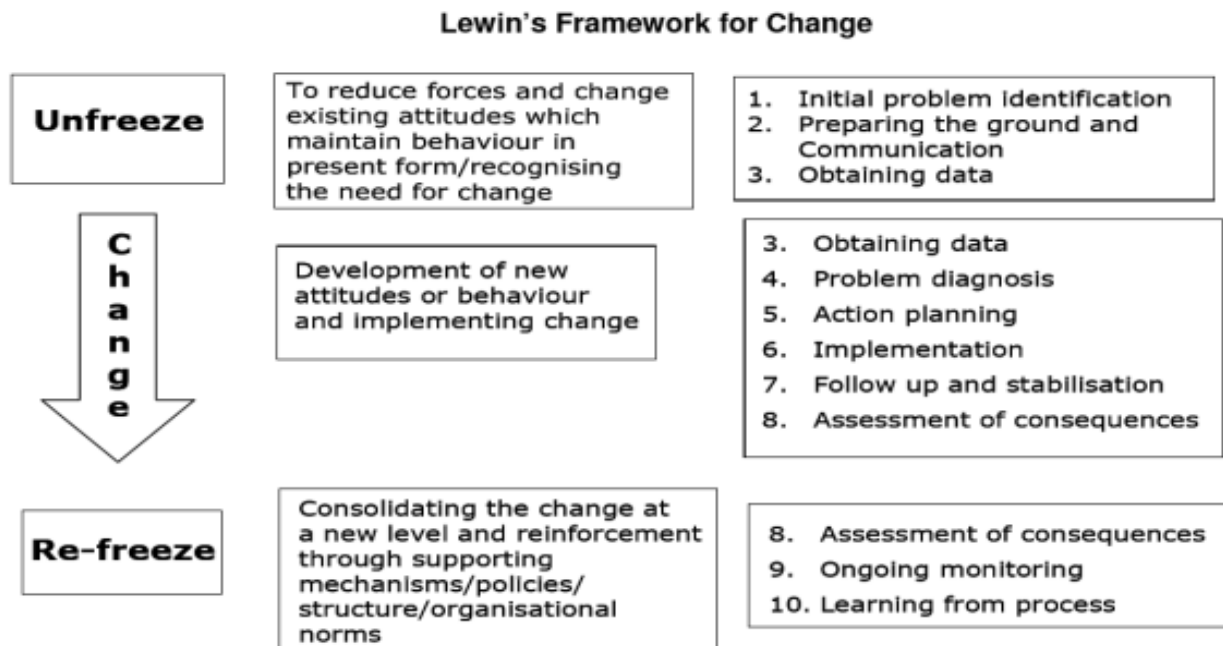 Lewin's Framework for Change
Unfreeze
To reduce forces and change
existing attitudes which
maintain behaviour in
present form/recognising
the need for change
1. Initial problem identification
2. Preparing the ground and
Communication
3. Obtaining data
Change
Development of new
attitudes or behaviour
and implementing change
3. Obtaining data
4. Problem diagnosis
5. Action planning
6. Implementation
7. Follow up and stabilisation
8. Assessment of consequences
Re-freeze
Consolidating the change at
a new level and reinforcement
through supporting
mechanisms/policies/
structure/organisational
norms
8. Assessment of consequences
9. Ongoing monitoring
10. Learning from process